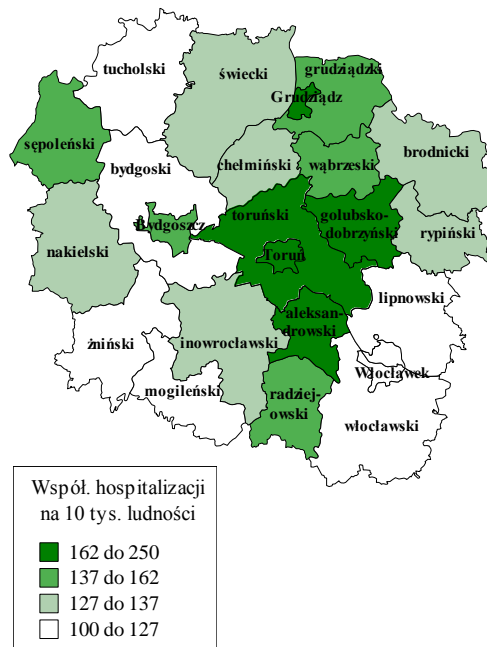 tucholski
świecki
grudziądzki
Grudziądz
sępoleński
bydgoski
chełmiński
wąbrzeski
brodnicki
Bydgoszcz
toruński
golubsko-
dobrzyński
rypiński
nakielski
Toruń
lipnowski
aleksan-
drowski
żniński
inowrocławski
mogileński
radziej-
owski
Włocławek
włocławski
Współ. hospitalizacji
na 10 tys. ludności
162 do 250
137 do 162
127 do 137
100 do 127